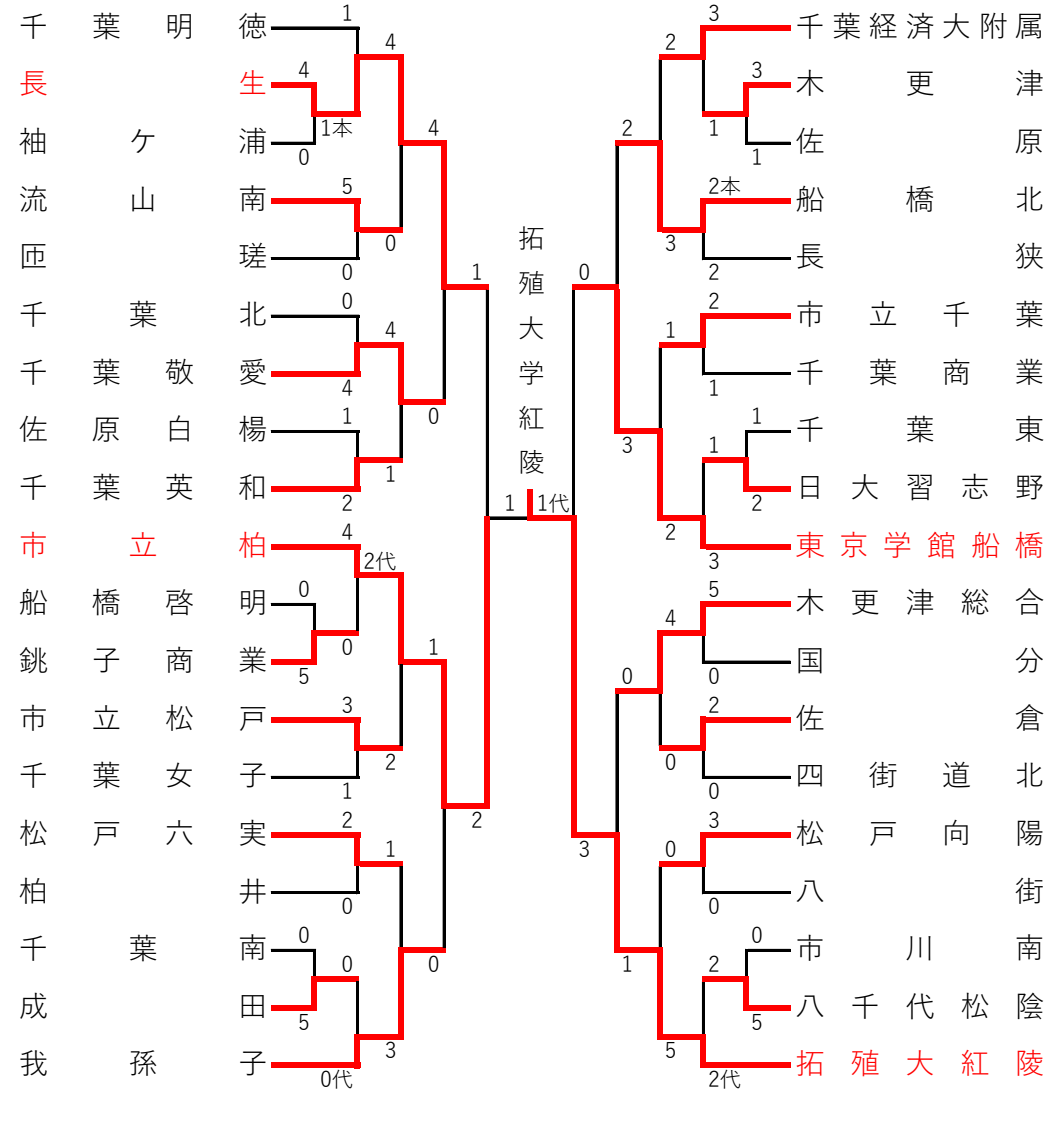 千葉明徳
長生
袖ケ浦
流山南
匝瑳
千葉北
千葉敬愛
佐原白楊
千葉英和
市立柏
船橋啓明
銚子商業
市立松戸
千葉女子
松戸六実
柏井
千葉南
成田
我孫子
1
4
0
1本
4
5
0
0
4
0
4
4
1
2
1
0
4
2代
0
5
0
3
1
2
1
2
0
1
0
5
0
0代
3
0
1
2
拓殖大学紅陵
1
1代
0
3
2
3
0
1
2
3
1
3
1
2本
2
3
1
2
1
1
1
2
3
2
4
5
0
2
0
0
0
3
0
2
0
5
2代
5
千葉経済大附属
木更津
佐原
船橋北
長狭
市立千葉
千葉商業
千葉東
日大習志野
東京学館船橋
木更津総合
国分
佐倉
四街道北
松戸向陽
八街
市川南
八千代松陰
拓殖大紅陵